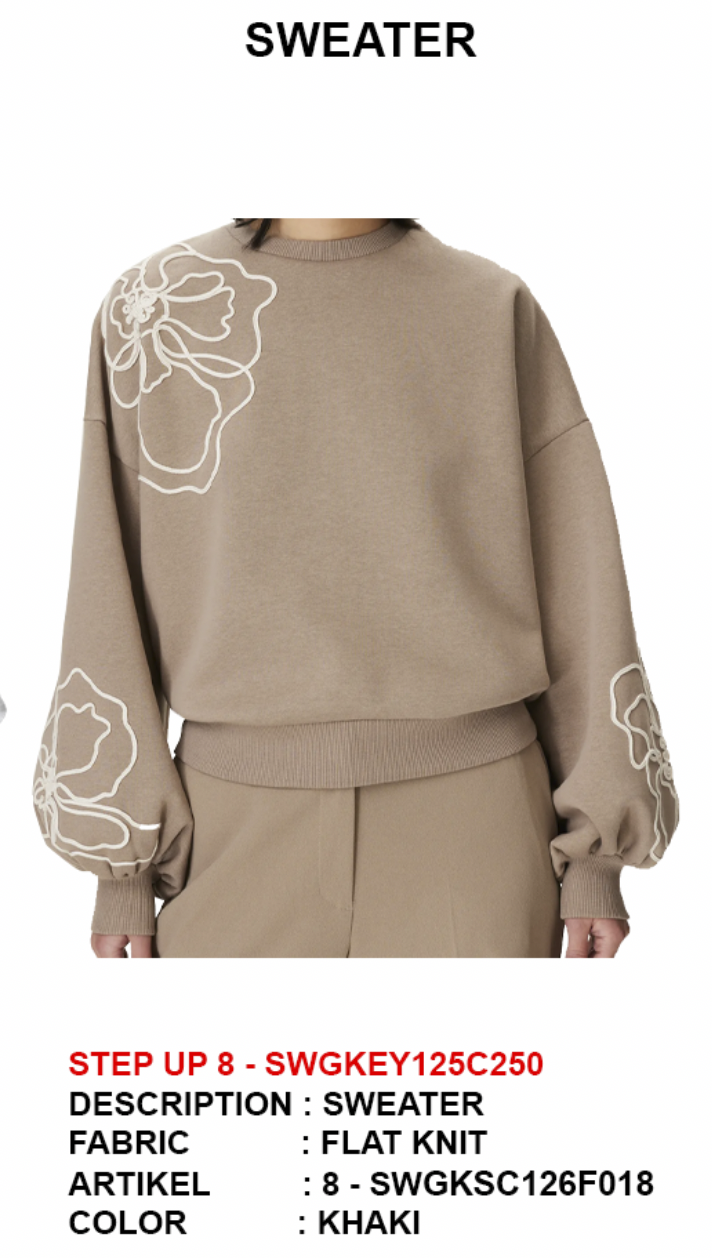 SWEATER
STEP UP 8 - SWGKEY125C250
DESCRIPTION : SWEATER
FABRIC : FLAT KNIT
ARTIKEL : 8 - SWGKSC126F018
COLOR : KHAKI